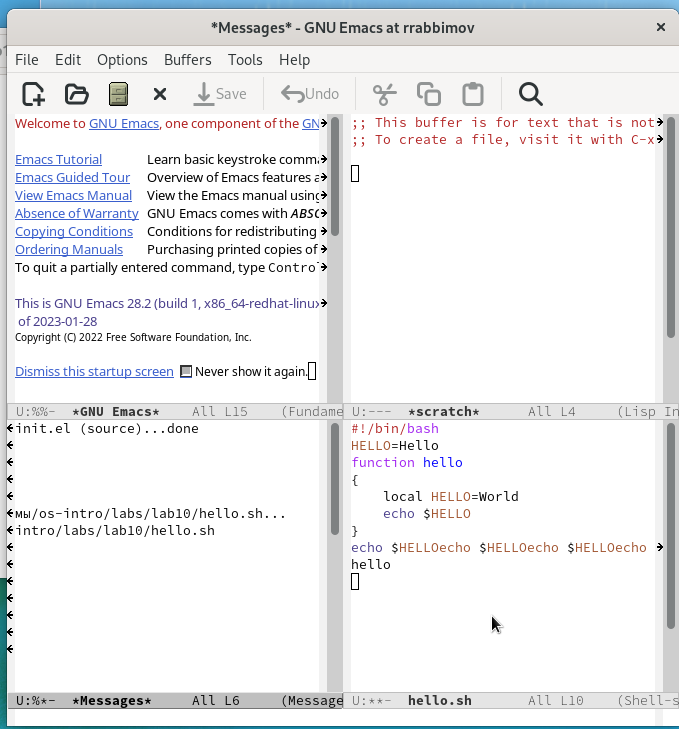 *Messages* - GNU Emacs at rrabbimov
File Edit Options Buffers Tools Help
Save Undo
Welcome to GNU Emacs, one component of the GN
Emacs Tutorial Learn basic keystroke comm
Emacs Guided Tour Overview of Emacs features a
View Emacs Manual View the Emacs manual using
Absence of Warranty GNU Emacs comes with ABSO
Copying Conditions Conditions for redistributing
Ordering Manuals Purchasing printed copies of
To quit a partially entered command, type Control
This is GNU Emacs 28.2 (build 1, x86_64-redhat-linux
of 2023-01-28
Copyright (C) 2022 Free Software Foundation, Inc.
Dismiss this startup screen Never show it again.
U:%%- *GNU Emacs* All L15 (Fundame
;; This buffer is for text that is not
;; To create a file, visit it with C-x
U:--- *scratch* All L4 (Lisp In
init.el (source)...done
мы/os-intro/labs/lab10/hello.sh...
intro/labs/lab10/hello.sh
U:%*- *Messages* All L6 (Message
#!/bin/bash
HELLO=Hello
function hello
{
local HELLO=World
echo $HELLO
}
echo $HELLOecho $HELLOecho $HELLOecho
hello
U:**- hello.sh All L10 (Shell-s